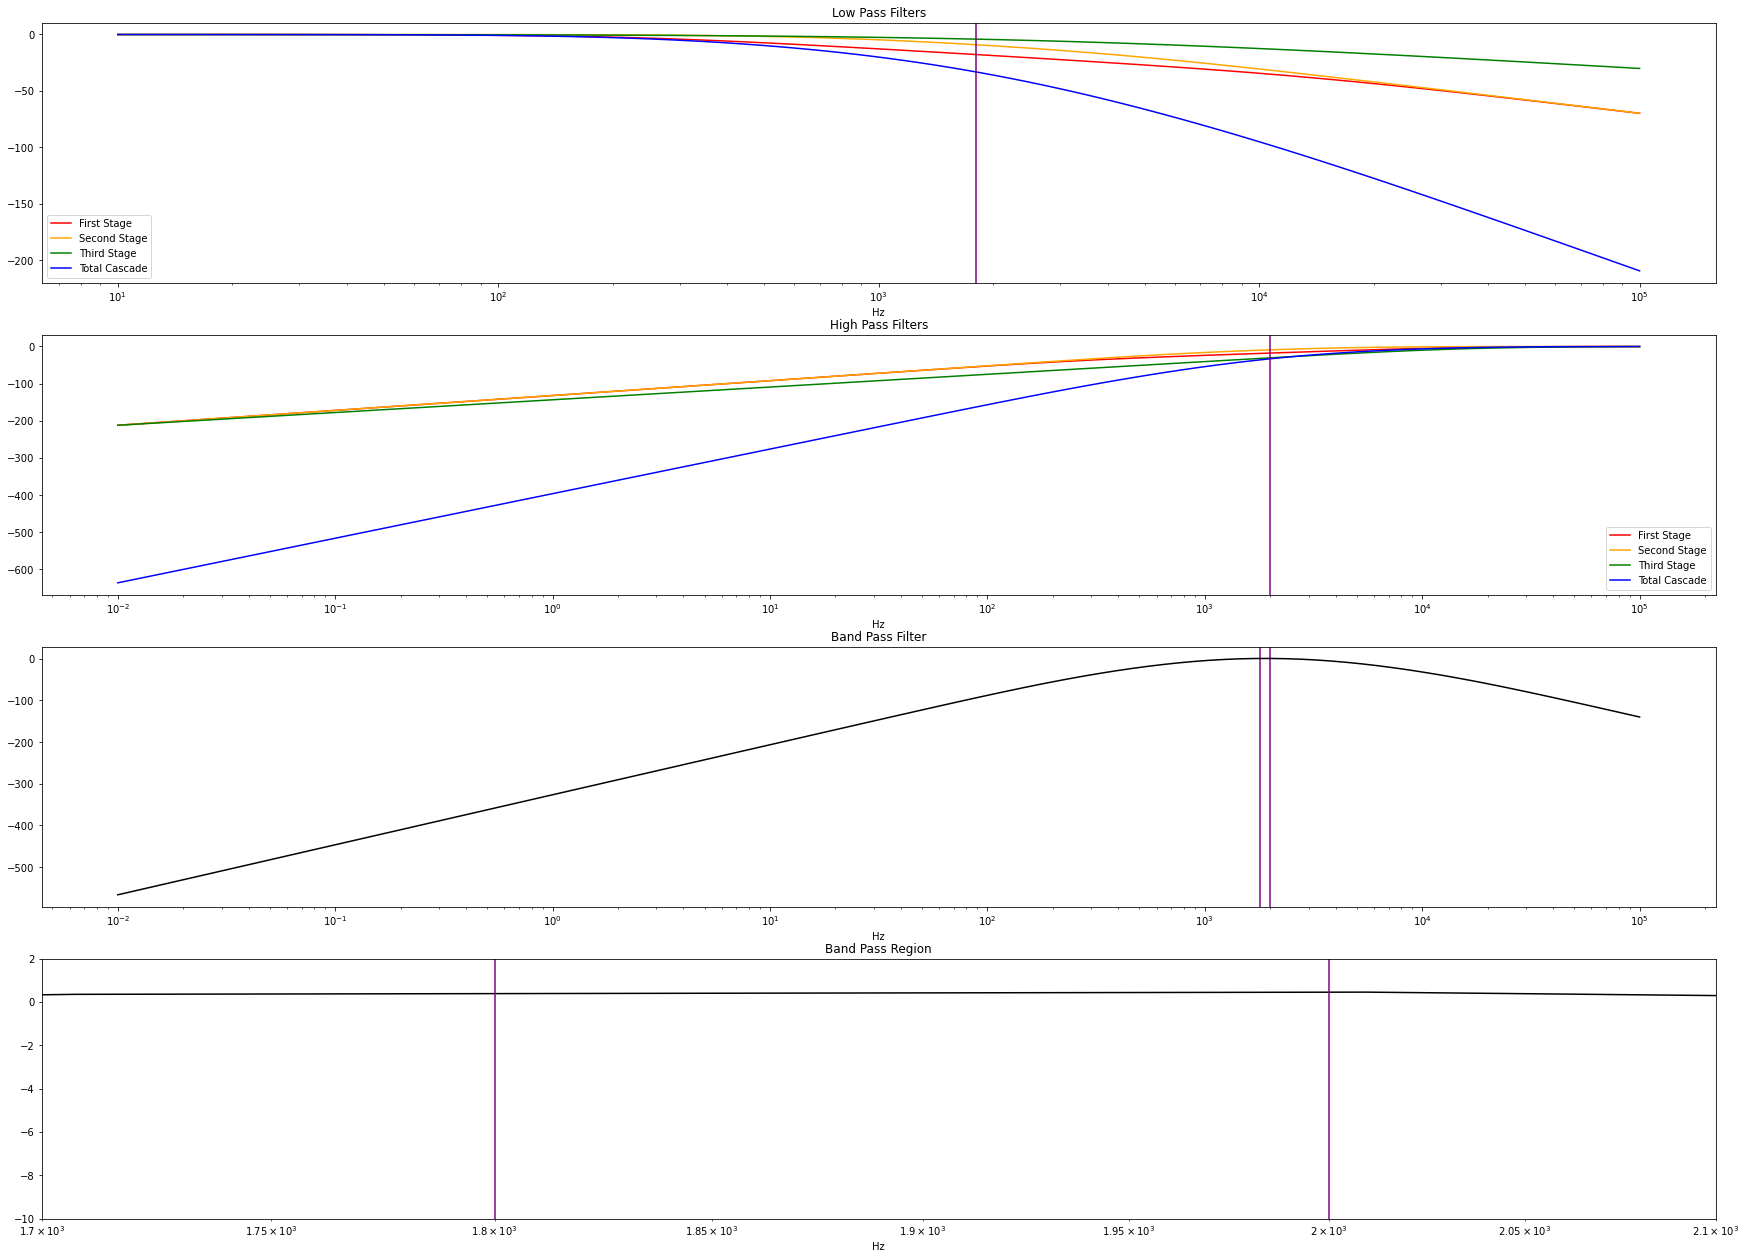 Low Pass Filters
0
−50
−100
−150
−200
First Stage
Second Stage
Third Stage
Total Cascade
10¹ 10² 10³ 10⁴ 10⁵
Hz
High Pass Filters
0
−100
−200
−300
−400
−500
−600
First Stage
Second Stage
Third Stage
Total Cascade
10⁻² 10⁻¹ 10⁰ 10¹ 10² 10³ 10⁴ 10⁵
Hz
Band Pass Filter
0
−100
−200
−300
−400
−500
10⁻² 10⁻¹ 10⁰ 10¹ 10² 10³ 10⁴ 10⁵
Hz
Band Pass Region
2
0
−2
−4
−6
−8
−10
1.7 × 10³ 1.75 × 10³ 1.8 × 10³ 1.85 × 10³ 1.9 × 10³ 1.95 × 10³ 2 × 10³ 2.05 × 10³ 2.1 × 10³
Hz